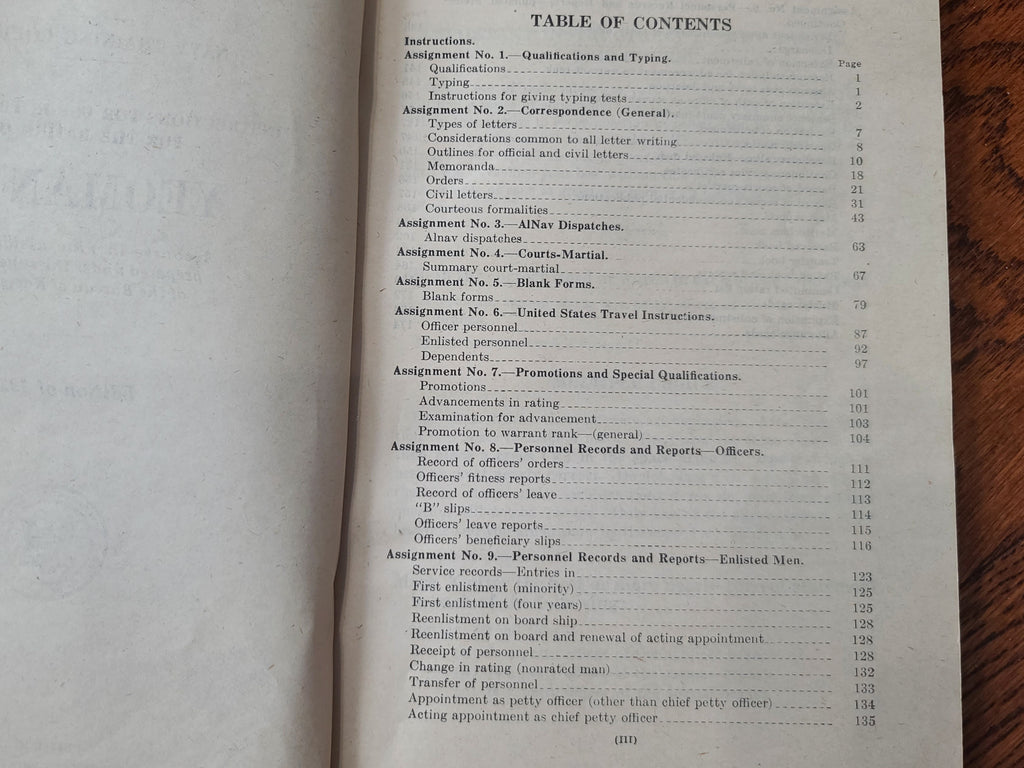 TABLE OF CONTENTS
Instructions.
Assignment No. 1.—Qualifications and Typing.
Page
Qualifications 1
Typing 1
Instructions for giving typing tests 2
Assignment No. 2.—Correspondence (General).
Types of letters 7
Considerations common to all letter writing 8
Outlines for official and civil letters 10
Memoranda 18
Orders 21
Civil letters 31
Courteous formalities 43
Assignment No. 3.—AlNav Dispatches.
Alnav dispatches 63
Assignment No. 4.—Courts-Martial.
Summary court-martial 67
Assignment No. 5.—Blank Forms.
Blank forms 79
Assignment No. 6.—United States Travel Instructions.
Officer personnel 87
Enlisted personnel 92
Dependents 97
Assignment No. 7.—Promotions and Special Qualifications.
Promotions 101
Advancements in rating 101
Examination for advancement 103
Promotion to warrant rank—(general) 104
Assignment No. 8.—Personnel Records and Reports—Officers.
Record of officers' orders 111
Officers' fitness reports 112
Record of officers' leave 113
"B" slips 114
Officers' leave reports 115
Officers' beneficiary slips 116
Assignment No. 9.—Personnel Records and Reports—Enlisted Men.
Service records—Entries in 123
First enlistment (minority) 125
First enlistment (four years) 125
Reenlistment on board ship 128
Reenlistment on board and renewal of acting appointment 128
Receipt of personnel 128
Change in rating (nonrated man) 132
Transfer of personnel 133
Appointment as petty officer (other than chief petty officer) 134
Acting appointment as chief petty officer 135
(III)